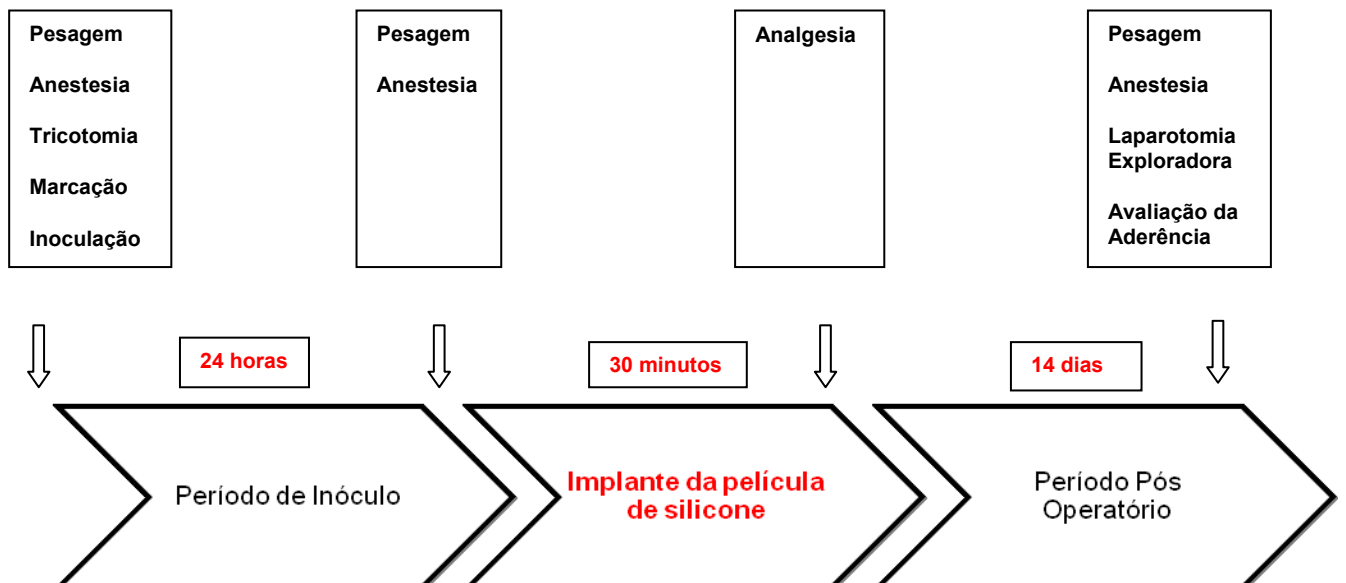 Pesagem
Anestesia
Tricotomia
Marcação
Inoculação
Pesagem
Anestesia
Analgesia
Pesagem
Anestesia
Laparotomia
Exploradora
Avaliação da
Aderência
24 horas
30 minutos
14 dias
Período de Inóculo
Implante da película
de silicone
Período Pós
Operatório